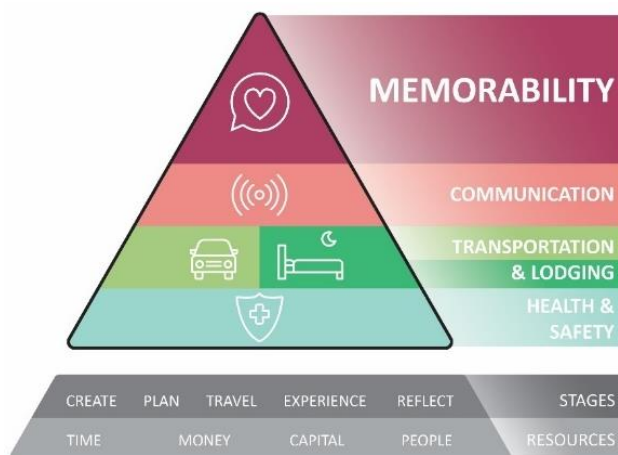 MEMORABILITY
COMMUNICATION
TRANSPORTATION
& LODGING
HEALTH &
SAFETY
CREATE PLAN TRAVEL EXPERIENCE REFLECT STAGES
TIME MONEY CAPITAL PEOPLE RESOURCES